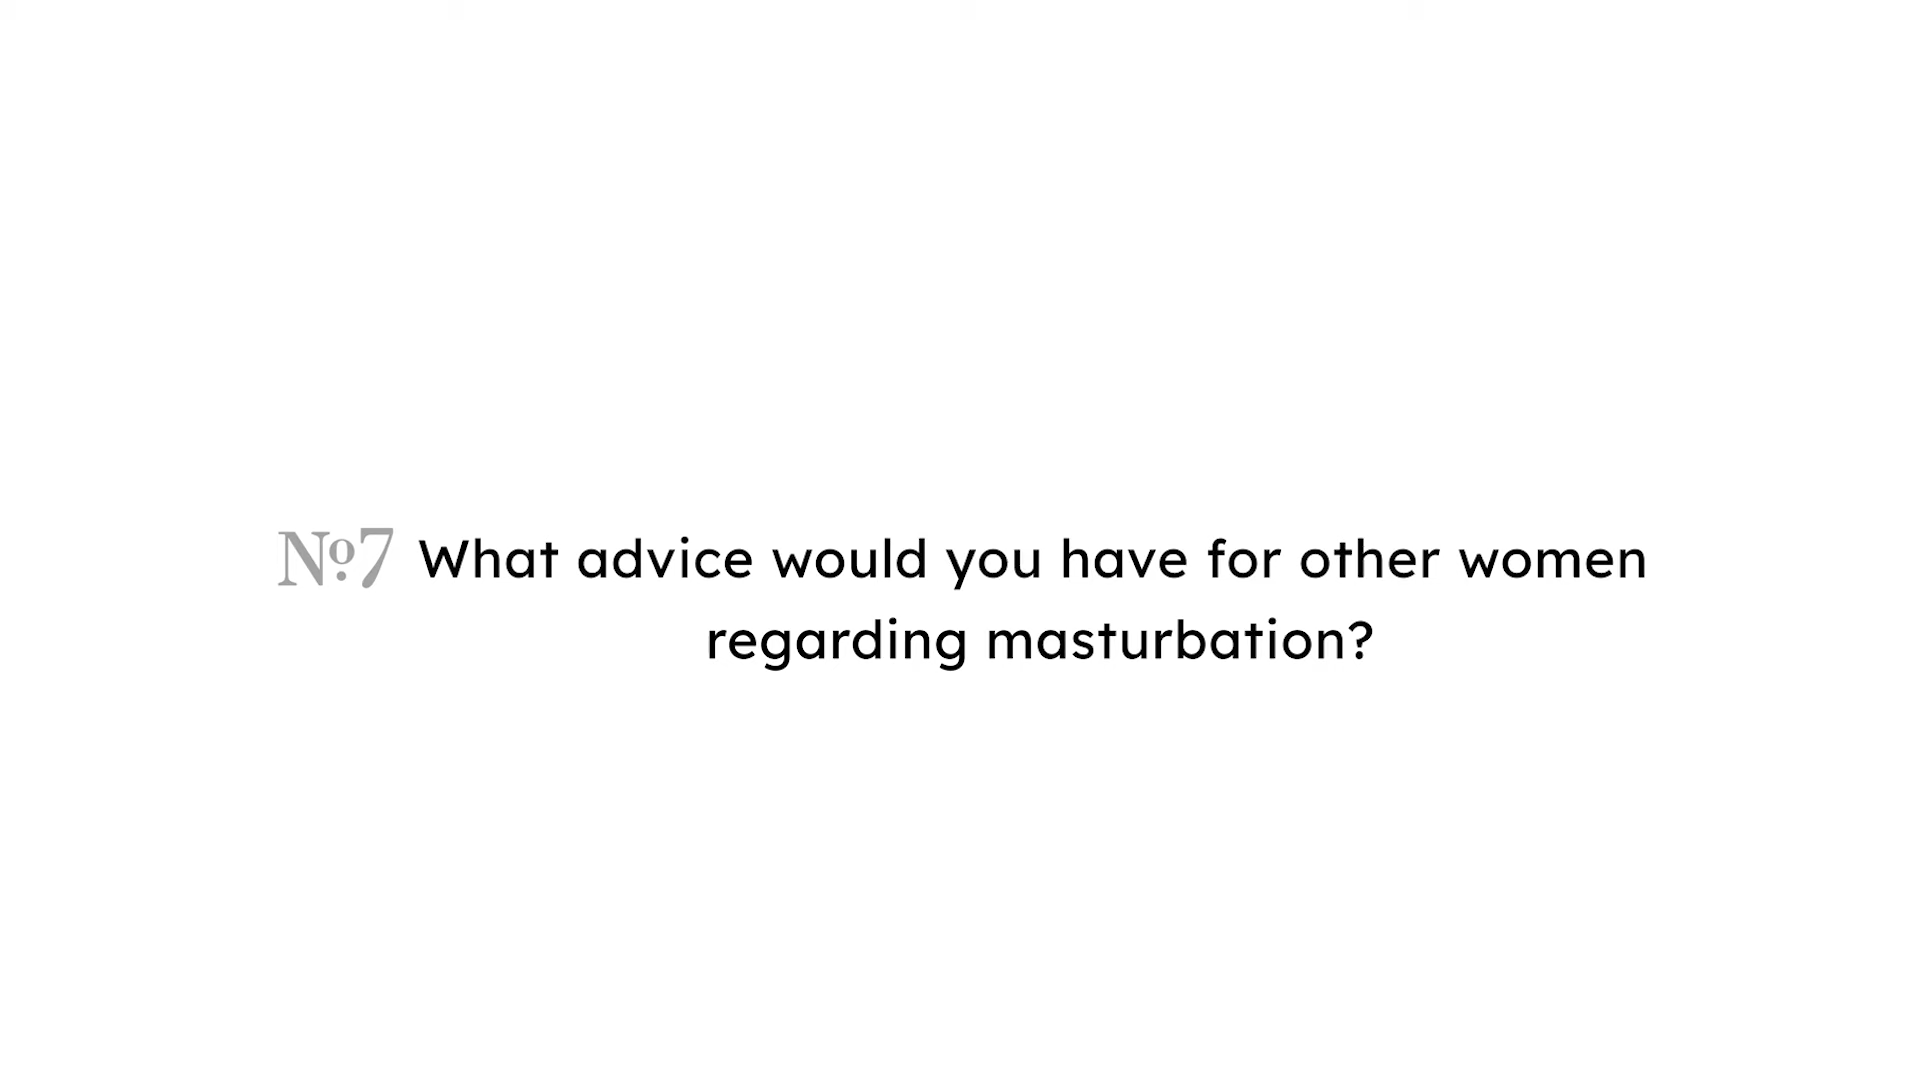 №7 What advice would you have for other women
regarding masturbation?